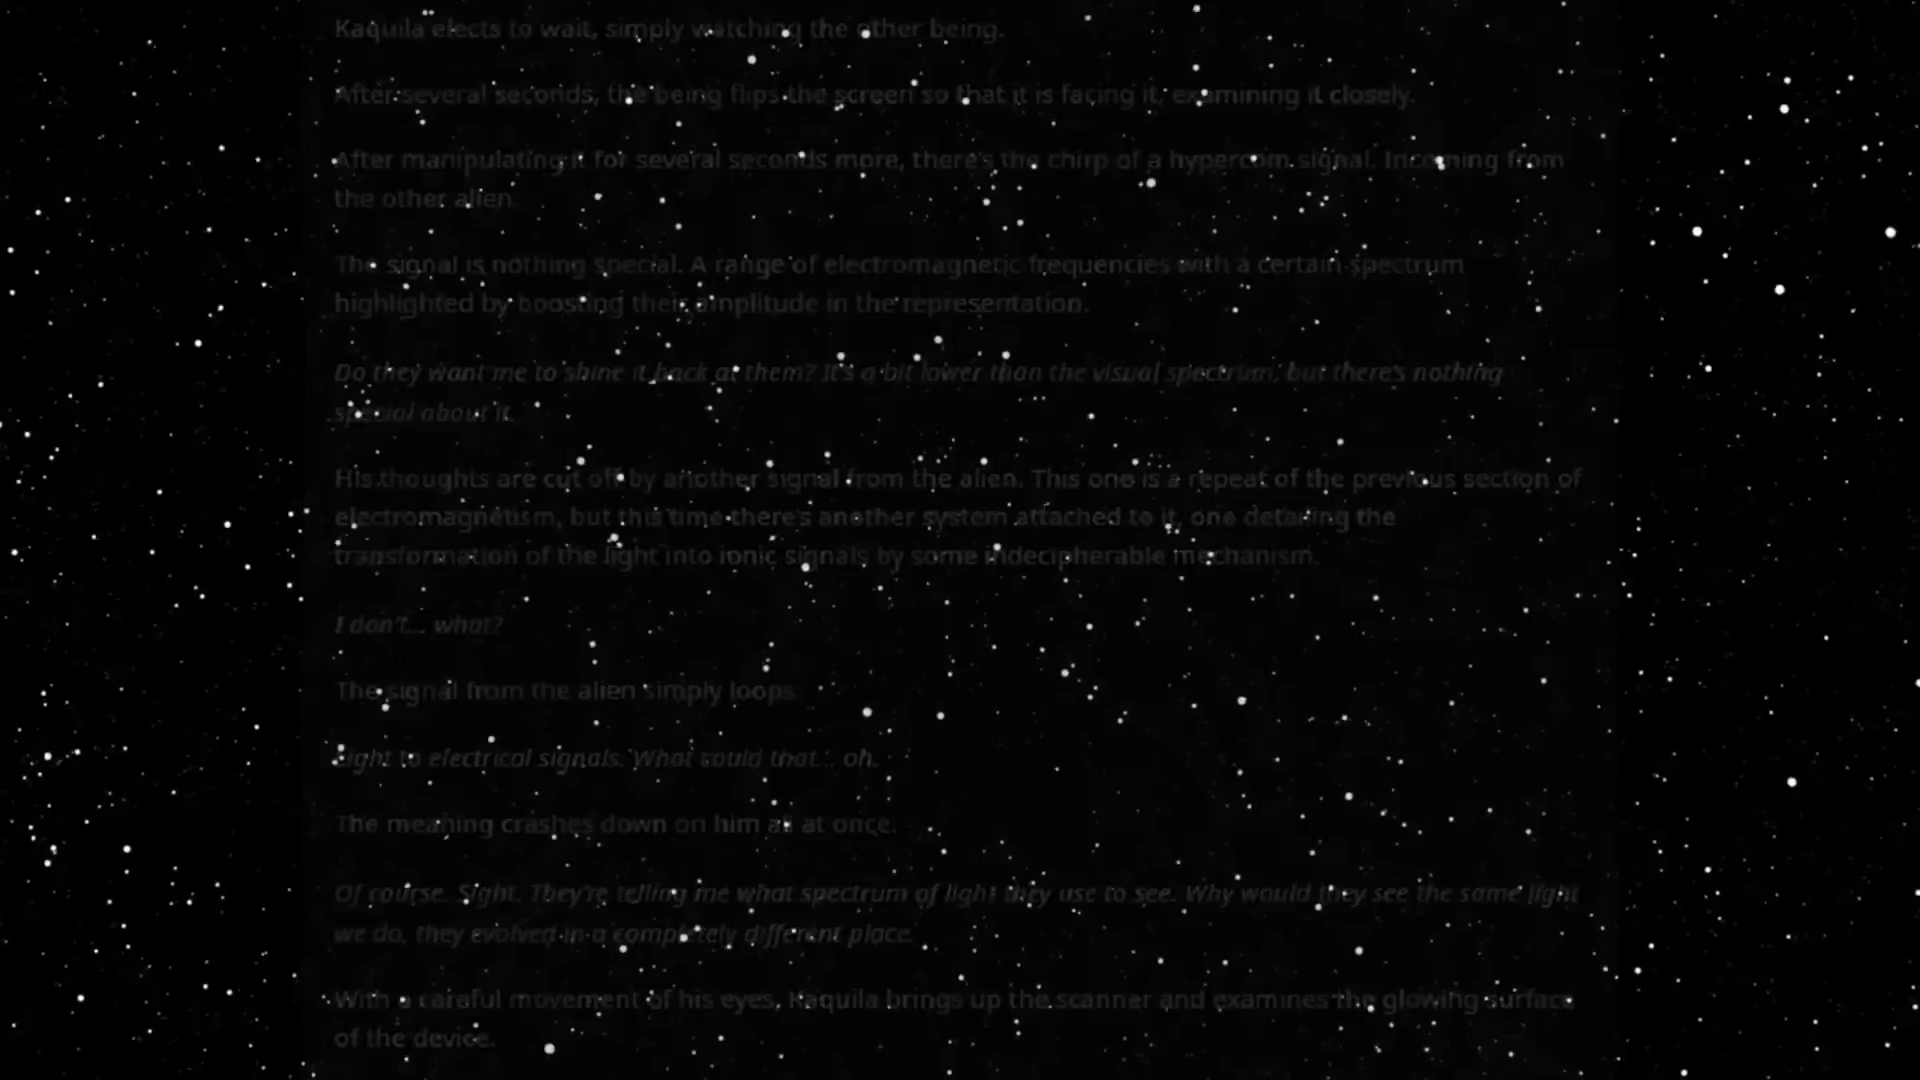 Kaquila elects to wait, simply watching the other being.
After several seconds, the being flips the screen so that it is facing it, examining it closely.
After manipulating it for several seconds more, there's the chirp of a hypercom signal. Incoming from
the other alien.
The signal is nothing special. A range of electromagnetic frequencies with a certain spectrum
highlighted by boosting their amplitude in the representation.
Do they want me to shine it back at them? It's a bit lower than the visual spectrum, but there's nothing
special about it.
His thoughts are cut off by another signal from the alien. This one is a repeat of the previous section of
electromagnetism, but this time there's another system attached to it, one detailing the
transformation of the light into ionic signals by some indecipherable mechanism.
I don't... what?
The signal from the alien simply loops.
Light to electrical signals. What could that... oh.
The meaning crashes down on him all at once.
Of course. Sight. They're telling me what spectrum of light they use to see. Why would they see the same light
we do, they evolved in a completely different place.
With a careful movement of his eyes, Kaquila brings up the scanner and examines the glowing surface
of the device.